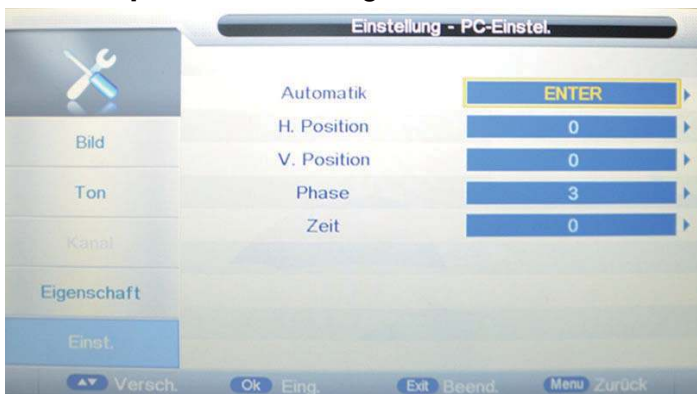 Einstellung - PC-Einstel.
Automatik ENTER
H. Position 0
V. Position 0
Phase 3
Zeit 0
Bild
Ton
Kanal
Eigenschaft
Einst.
Versch. Ok Eing. Exit Beend. Menu Zurück